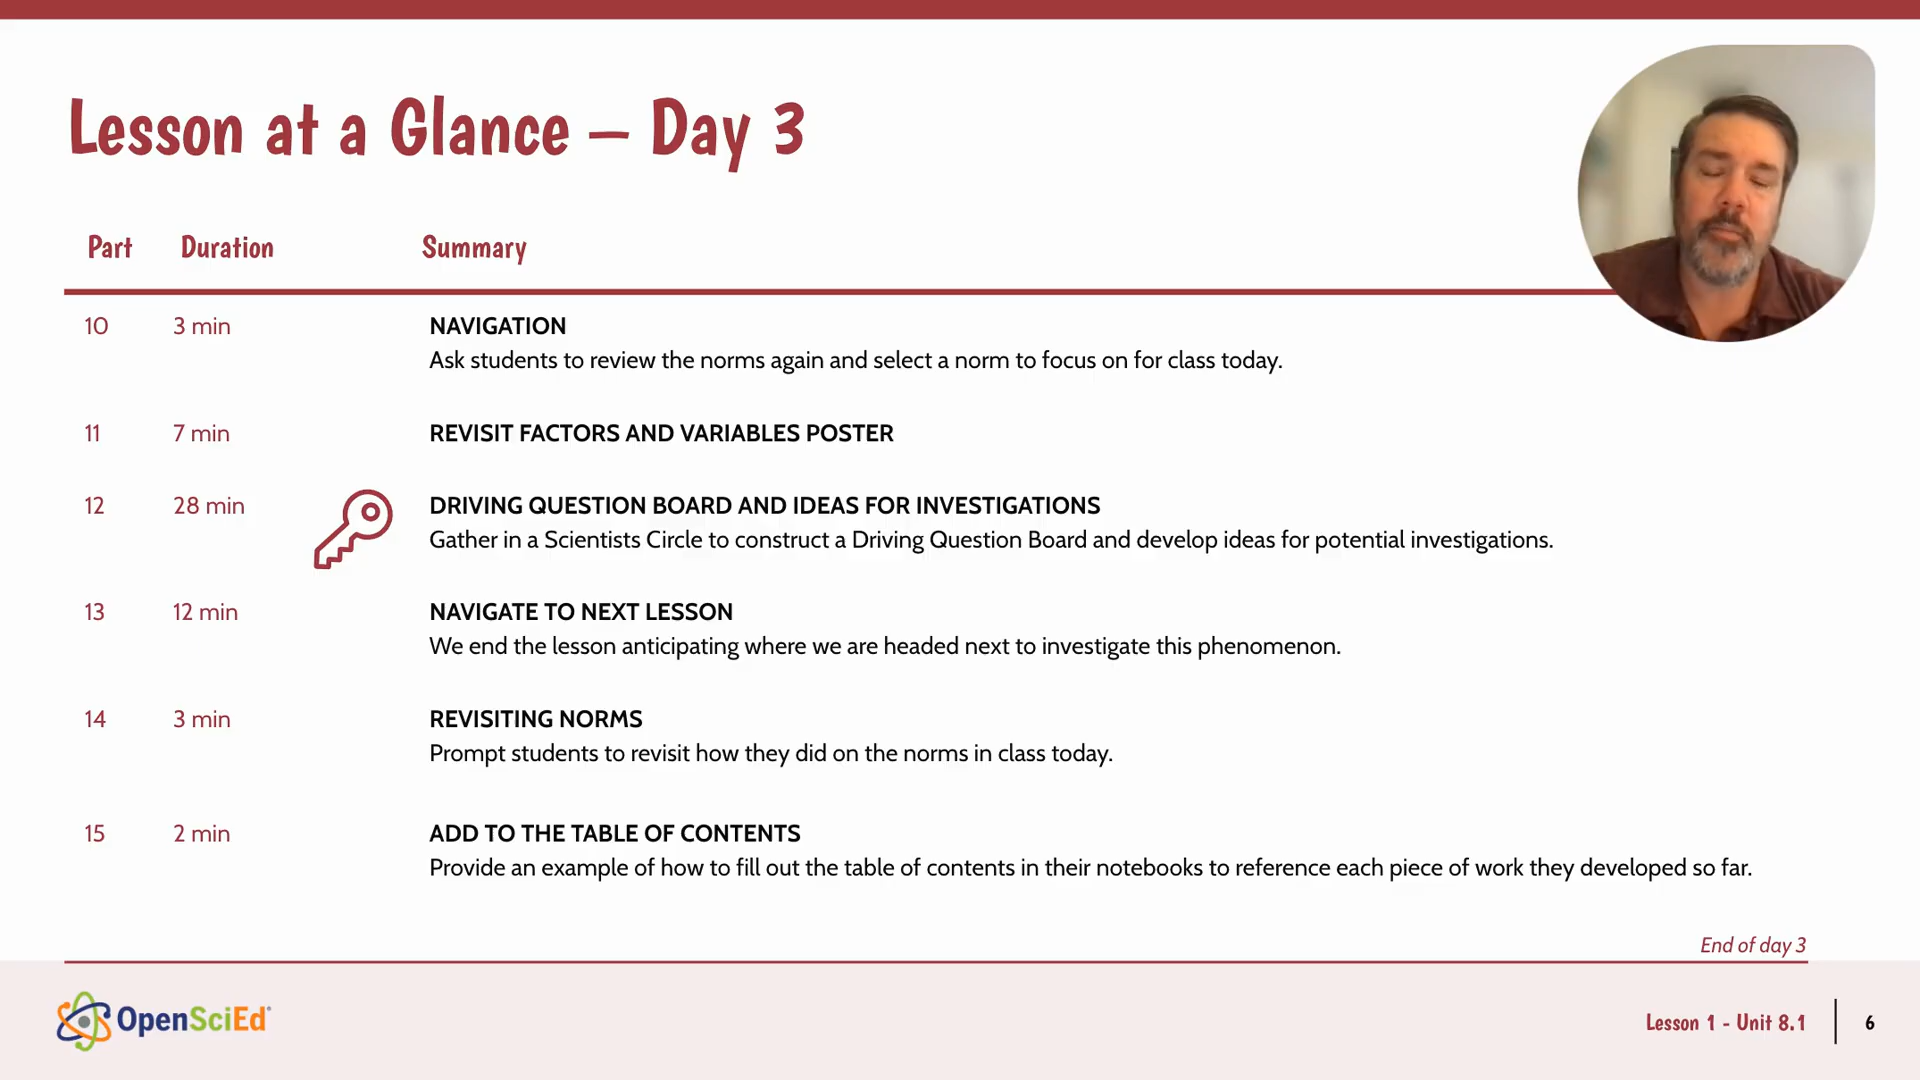 Lesson at a Glance – Day 3
Part Duration Summary
10 3 min NAVIGATION
Ask students to review the norms again and select a norm to focus on for class today.
11 7 min REVISIT FACTORS AND VARIABLES POSTER
12 28 min DRIVING QUESTION BOARD AND IDEAS FOR INVESTIGATIONS
Gather in a Scientists Circle to construct a Driving Question Board and develop ideas for potential investigations.
13 12 min NAVIGATE TO NEXT LESSON
We end the lesson anticipating where we are headed next to investigate this phenomenon.
14 3 min REVISITING NORMS
Prompt students to revisit how they did on the norms in class today.
15 2 min ADD TO THE TABLE OF CONTENTS
Provide an example of how to fill out the table of contents in their notebooks to reference each piece of work they developed so far.
End of day 3
OpenSciEd®
Lesson 1 - Unit 8.1 6